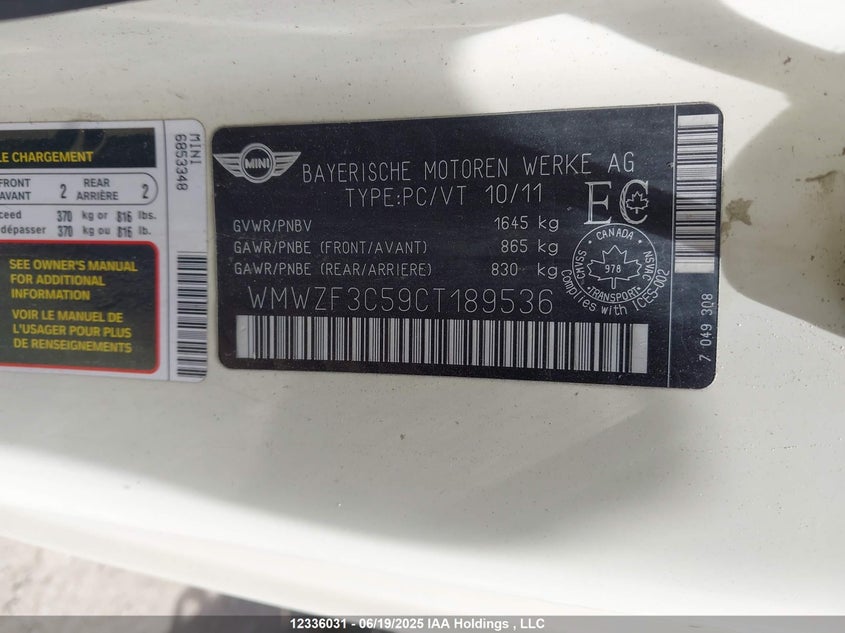 LE CHARGEMENT
FRONT
AVANT
2
REAR
ARRIÈRE
2
ceed 370 kg or 816 lbs.
dépasser 370 kg ou 816 lb.
SEE OWNER'S MANUAL
FOR ADDITIONAL
INFORMATION
VOIR LE MANUEL DE
L'USAGER POUR PLUS
DE RENSEIGNEMENTS
MINI
6853348
MINI
BAYERISCHE MOTOREN WERKE AG
TYPE:PC/VT 10/11
GVWR/PNBV 1645 kg
GAWR/PNBE (FRONT/AVANT) 865 kg
GAWR/PNBE (REAR/ARRIERE) 830 kg
WMWZF3C59CT189536
EC
CANADA
CMVSS
NSVAC
978
TRANSPORT
Complies with ICES-002
7 049 308
12336031 - 06/19/2025 IAA Holdings , LLC